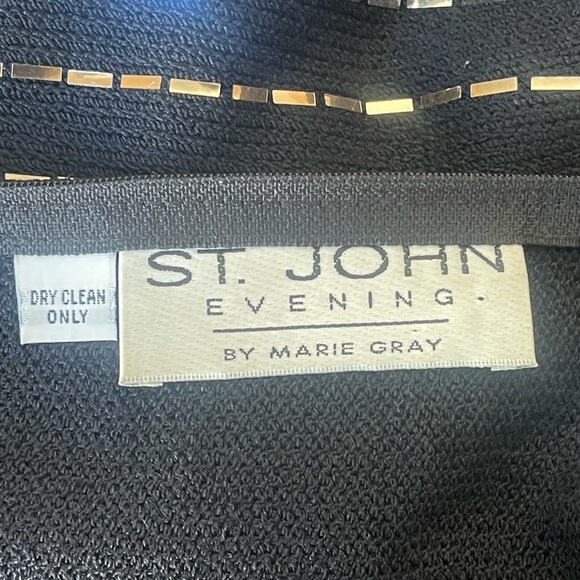 DRY CLEAN
ONLY
ST. JOHN
EVENING
BY MARIE GRAY